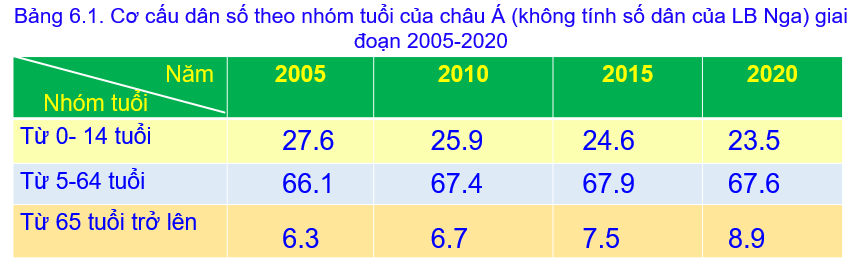 Bảng 6.1. Cơ cấu dân số theo nhóm tuổi của châu Á (không tính số dân của LB Nga) giai
đoạn 2005-2020
Năm 2005 2010 2015 2020
Nhóm tuổi
Từ 0- 14 tuổi 27.6 25.9 24.6 23.5
Từ 5-64 tuổi 66.1 67.4 67.9 67.6
Từ 65 tuổi trở lên 6.3 6.7 7.5 8.9